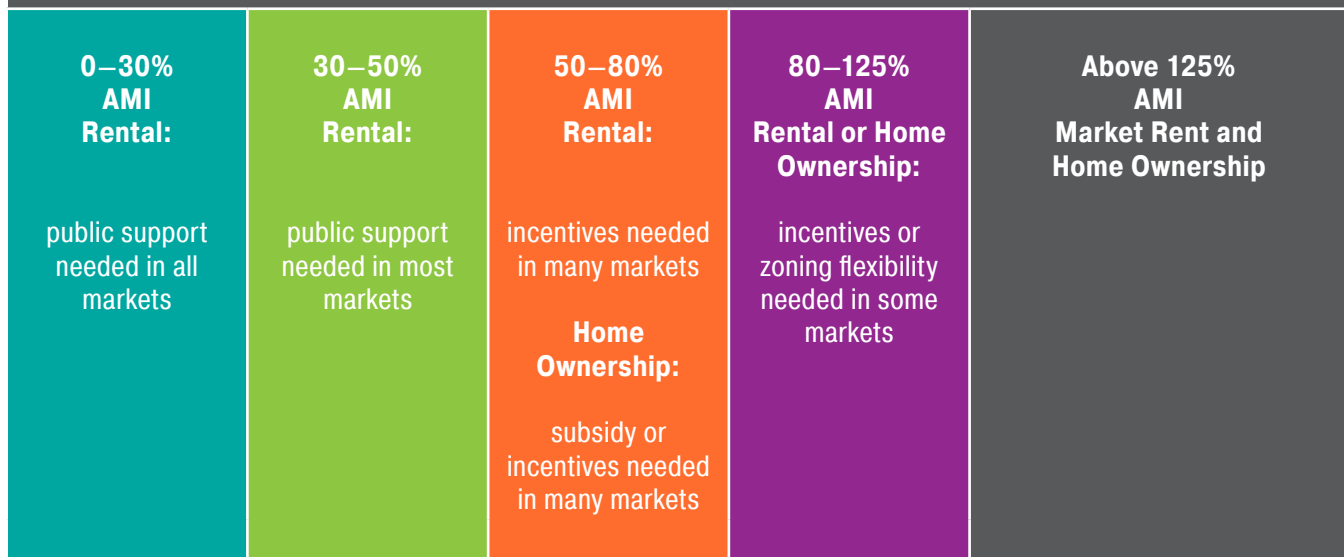 0–30%
AMI
Rental:
public support
needed in all
markets
30–50%
AMI
Rental:
public support
needed in most
markets
50–80%
AMI
Rental:
incentives needed
in many markets
Home
Ownership:
subsidy or
incentives needed
in many markets
80–125%
AMI
Rental or Home
Ownership:
incentives or
zoning flexibility
needed in some
markets
Above 125%
AMI
Market Rent and
Home Ownership